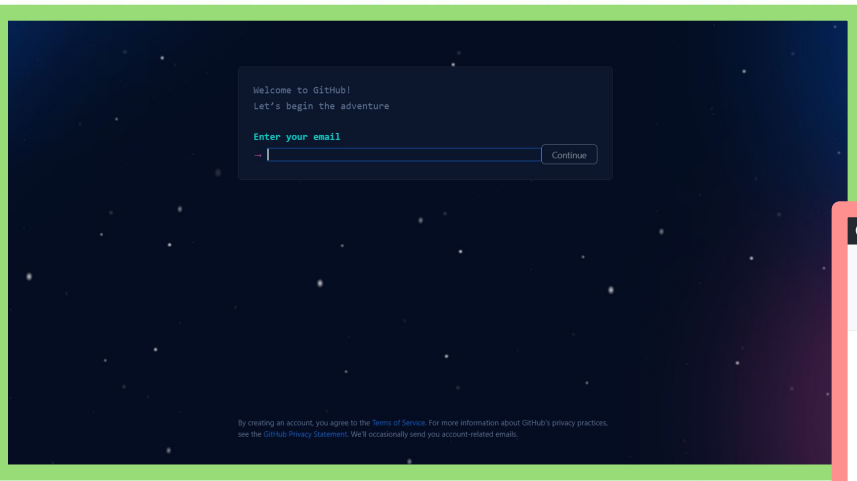 Welcome to GitHub!
Let's begin the adventure
Enter your email
→
Continue
By creating an account, you agree to the Terms of Service. For more information about GitHub's privacy practices,
see the GitHub Privacy Statement. We'll occasionally send you account-related emails.